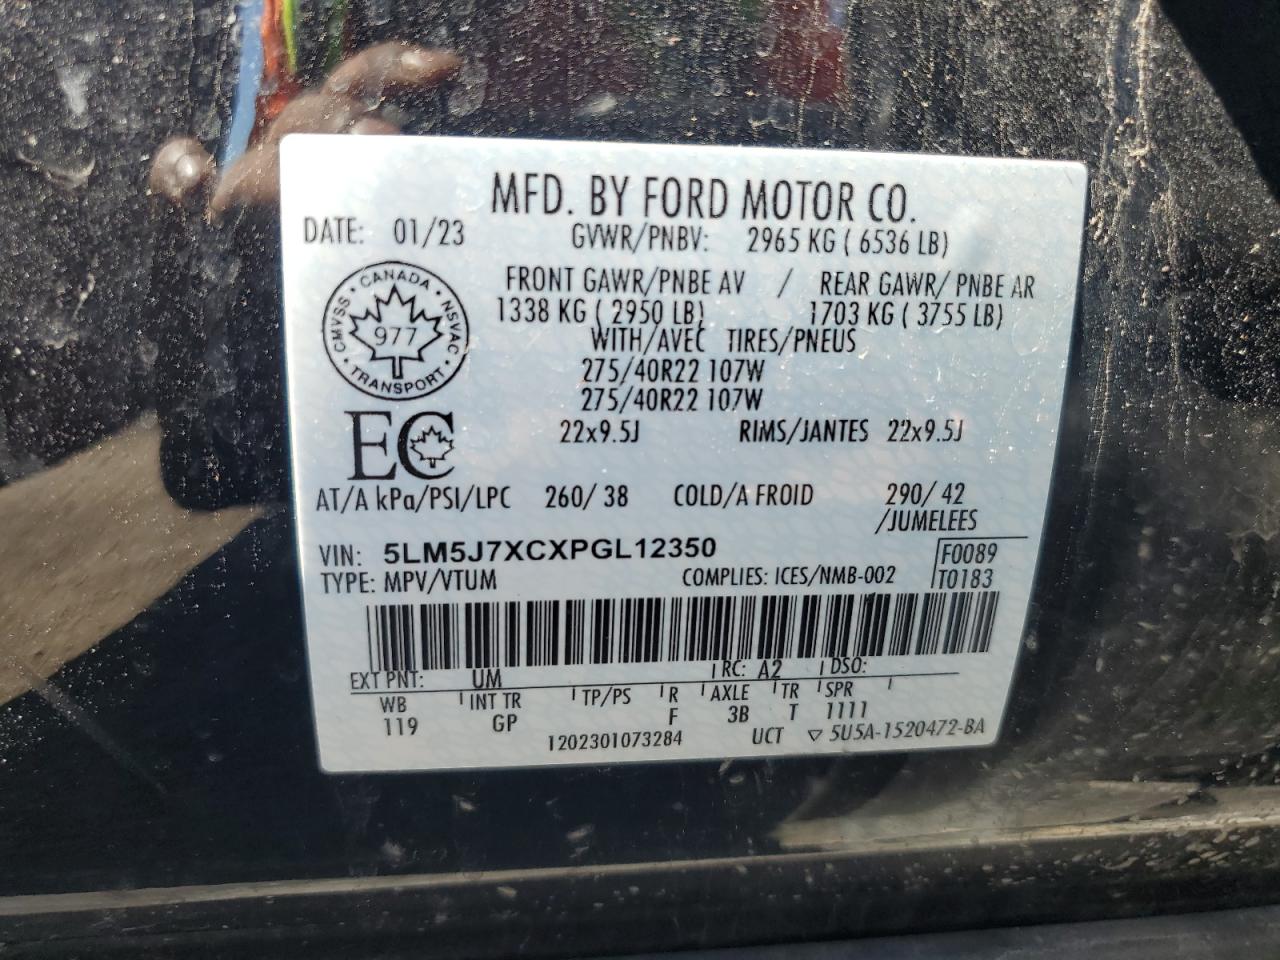 MFD. BY FORD MOTOR CO.
DATE: 01/23 GVWR/PNBV: 2965 KG ( 6536 LB)
FRONT GAWR/PNBE AV / REAR GAWR/ PNBE AR
1338 KG ( 2950 LB) 1703 KG ( 3755 LB)
WITH/AVEC TIRES/PNEUS
275/40R22 107W
275/40R22 107W
CANADA · NSVAC · TRANSPORT · CMVSS ·
977
EC
22x9.5J RIMS/JANTES 22x9.5J
AT/A kPa/PSI/LPC 260/ 38 COLD/A FROID 290/ 42
/JUMELEES
VIN: 5LM5J7XCXPGL12350 F0089
TYPE: MPV/VTUM COMPLIES: ICES/NMB-002 T0183
EXT PNT: UM RC: A2 DSO:
WB INT TR TP/PS R AXLE TR SPR
119 GP F 3B T 1111
1202301073284 UCT ▽ 5U5A-1520472-BA